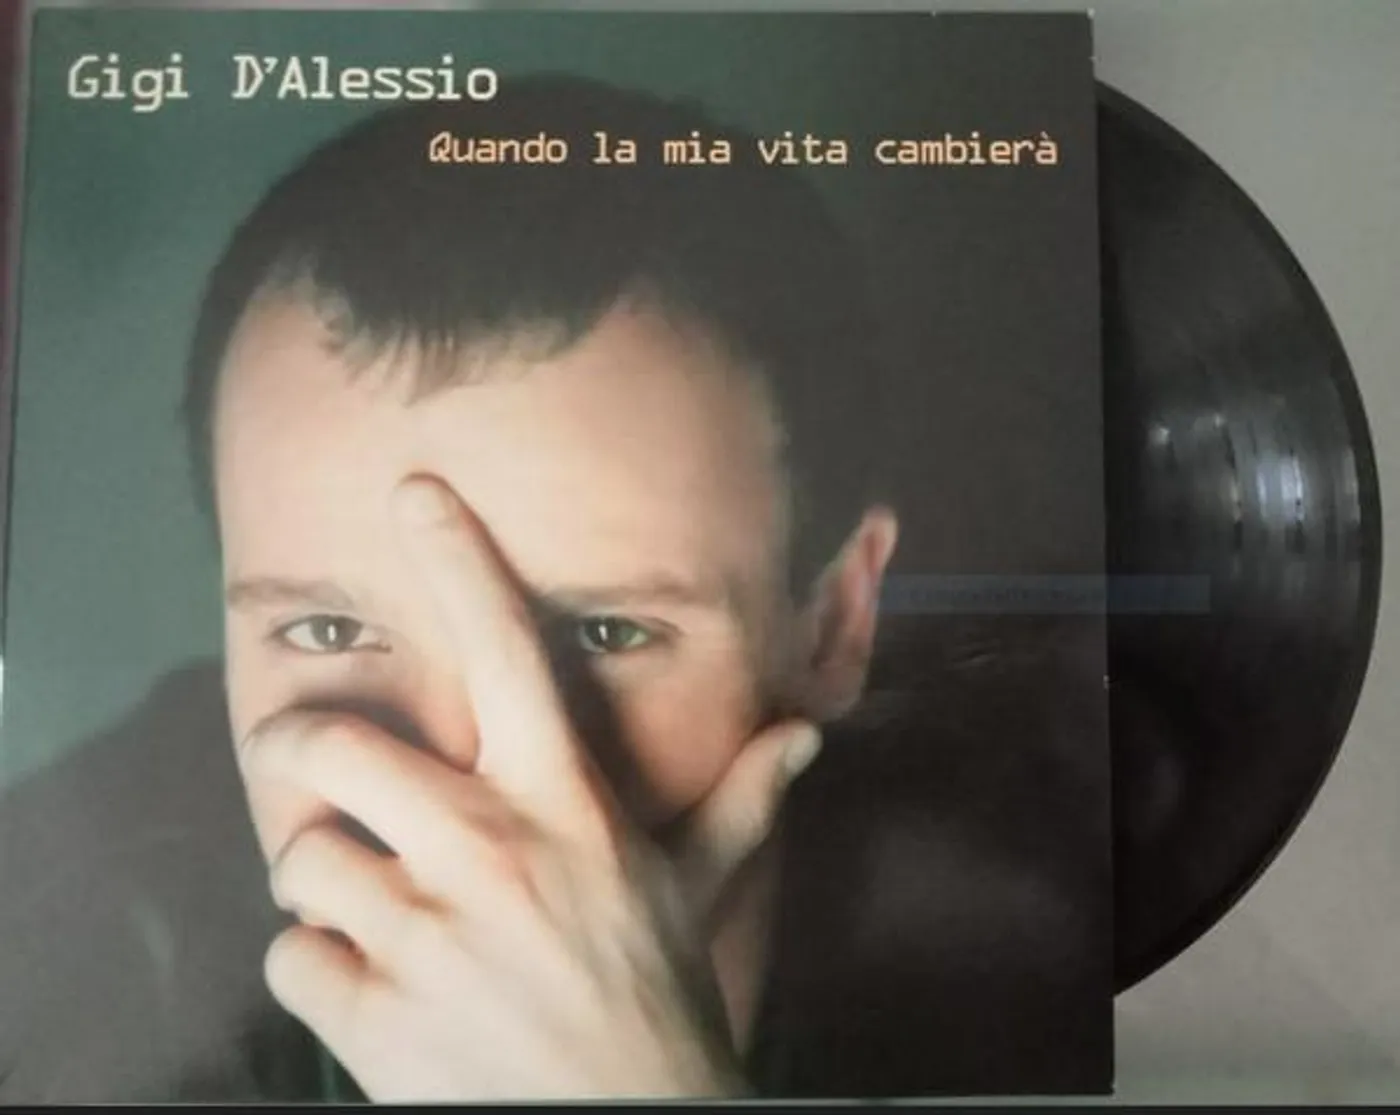 Gigi D'Alessio
Quando la mia vita cambierà